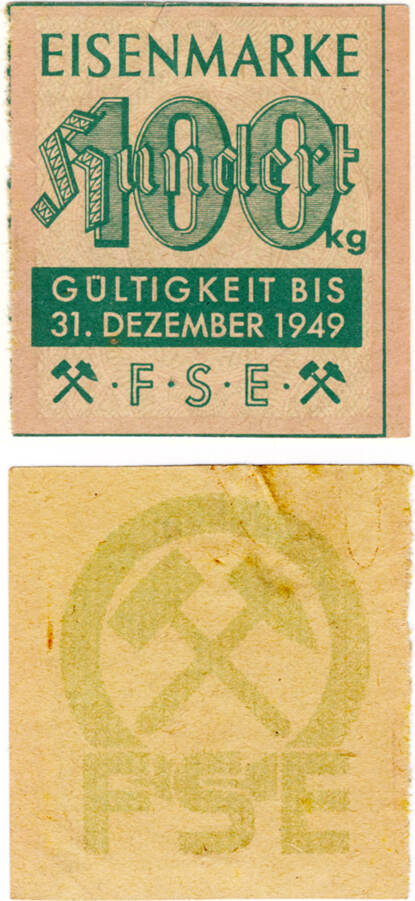 EISENMARKE
Hundert
100
kg
GÜLTIGKEIT BIS
31. DEZEMBER 1949
·F·S·E·
FSE